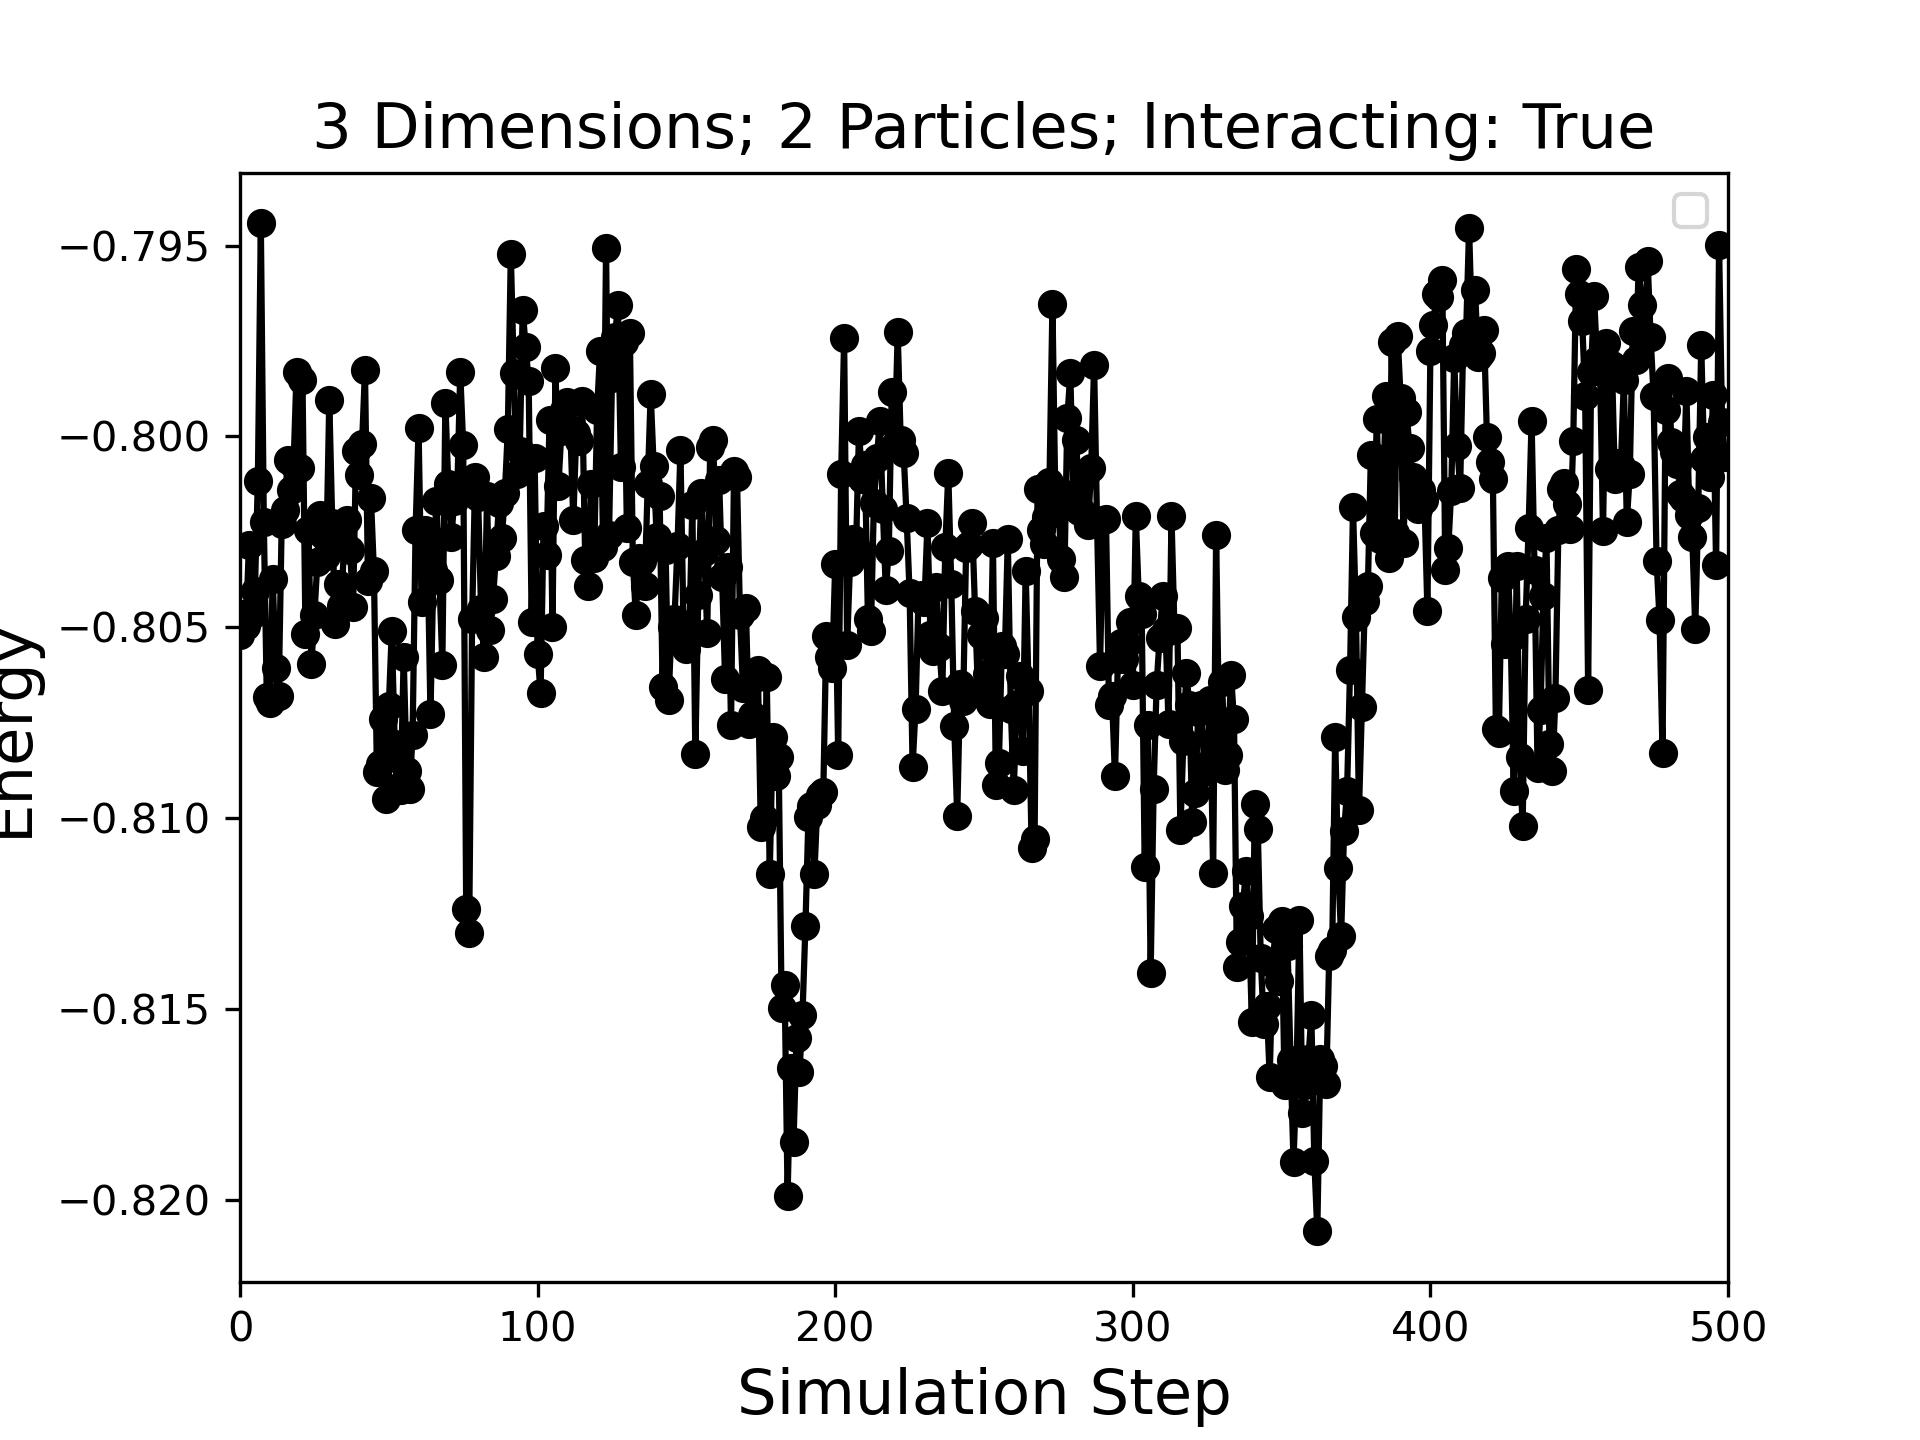 3 Dimensions; 2 Particles; Interacting: True
Energy
−0.795
−0.800
−0.805
−0.810
−0.815
−0.820
0 100 200 300 400 500
Simulation Step